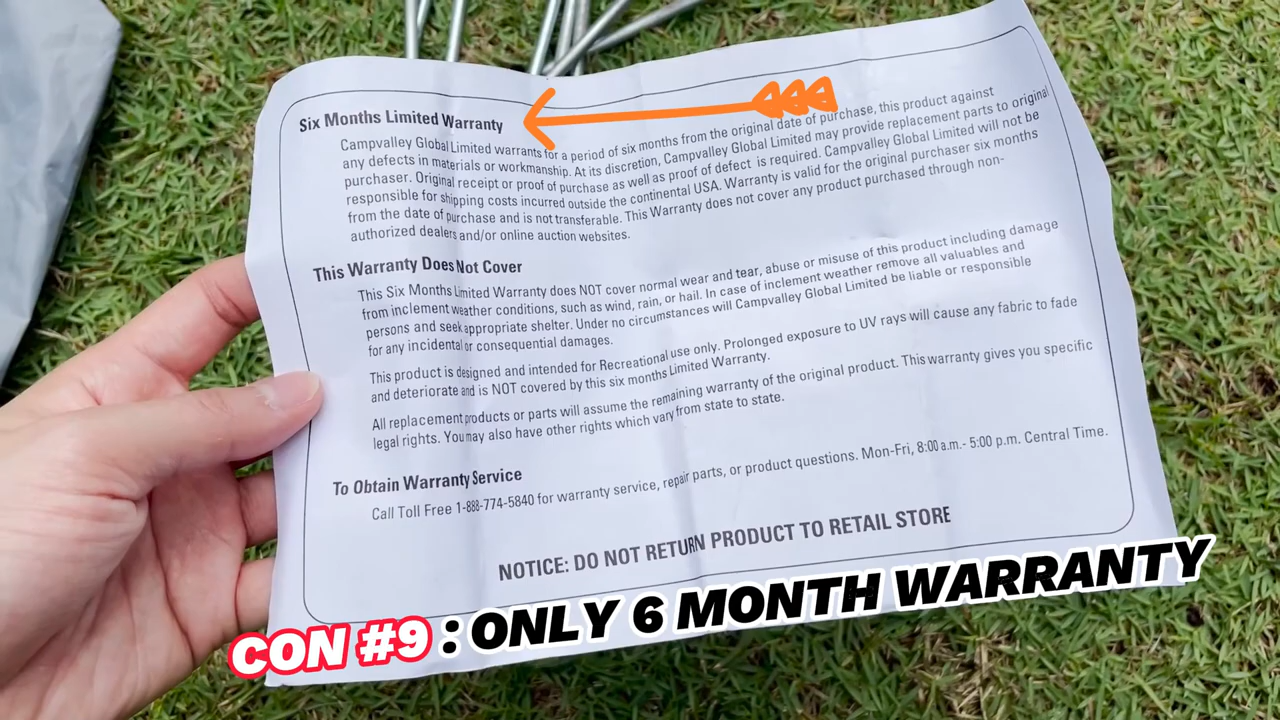 Six Months Limited Warranty
Campvalley Global Limited warrants for a period of six months from the original date of purchase, this product against
any defects in materials or workmanship. At its discretion, Campvalley Global Limited may provide replacement parts to original
purchaser. Original receipt or proof of purchase as well as proof of defect is required. Campvalley Global Limited will not be
responsible for shipping costs incurred outside the continental USA. Warranty is valid for the original purchaser six months
from the date of purchase and is not transferable. This Warranty does not cover any product purchased through non-
authorized dealers and/or online auction websites.
This Warranty Does Not Cover
This Six Months Limited Warranty does NOT cover normal wear and tear, abuse or misuse of this product including damage
from inclement weather conditions, such as wind, rain, or hail. In case of inclement weather remove all valuables and
persons and seek appropriate shelter. Under no circumstances will Campvalley Global Limited be liable or responsible
for any incidental or consequential damages.
This product is designed and intended for Recreational use only. Prolonged exposure to UV rays will cause any fabric to fade
and deteriorate and is NOT covered by this six months Limited Warranty.
All replacement products or parts will assume the remaining warranty of the original product. This warranty gives you specific
legal rights. You may also have other rights which vary from state to state.
To Obtain Warranty Service
Call Toll Free 1-888-774-5840 for warranty service, repair parts, or product questions. Mon-Fri, 8:00 a.m.- 5:00 p.m. Central Time.
NOTICE: DO NOT RETURN PRODUCT TO RETAIL STORE
CON #9 : ONLY 6 MONTH WARRANTY